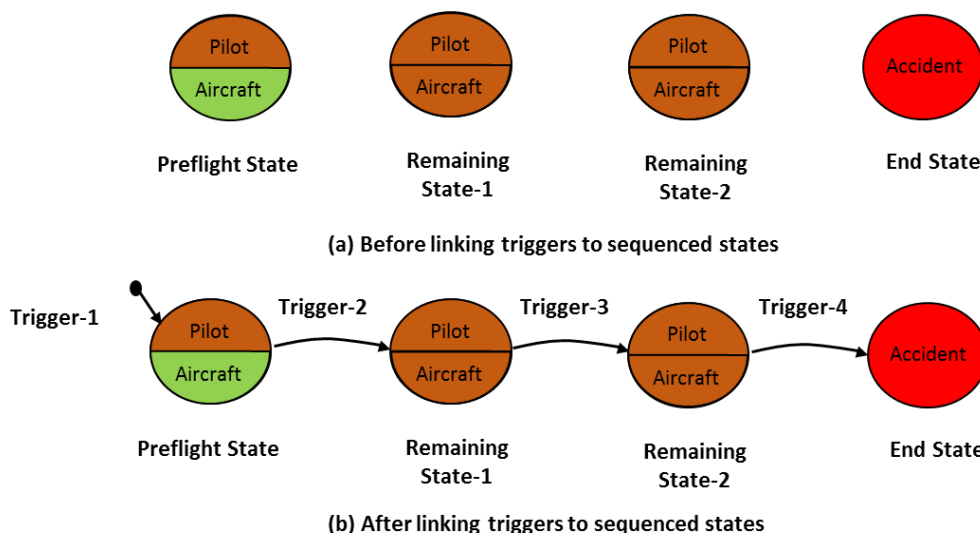 Pilot
Aircraft
Pilot
Aircraft
Pilot
Aircraft
Accident
Preflight State
Remaining
State-1
Remaining
State-2
End State
(a) Before linking triggers to sequenced states
Trigger-1
Trigger-2
Trigger-3
Trigger-4
Pilot
Aircraft
Pilot
Aircraft
Pilot
Aircraft
Accident
Preflight State
Remaining
State-1
Remaining
State-2
End State
(b) After linking triggers to sequenced states